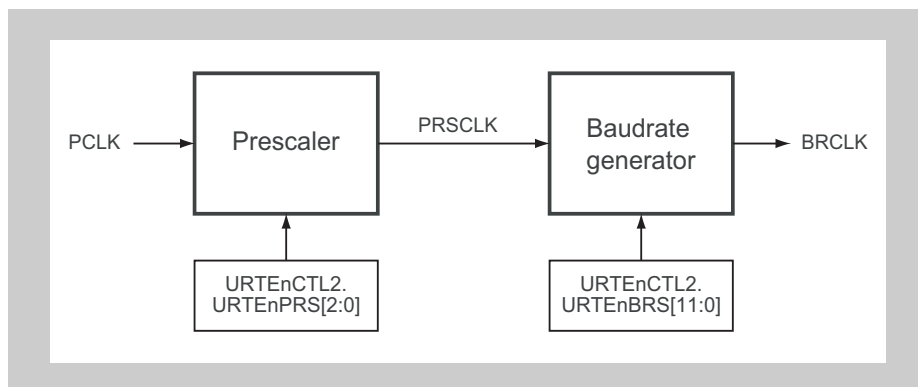 PCLK
Prescaler
PRSCLK
Baudrate
generator
BRCLK
URTEnCTL2.
URTEnPRS[2:0]
URTEnCTL2.
URTEnBRS[11:0]